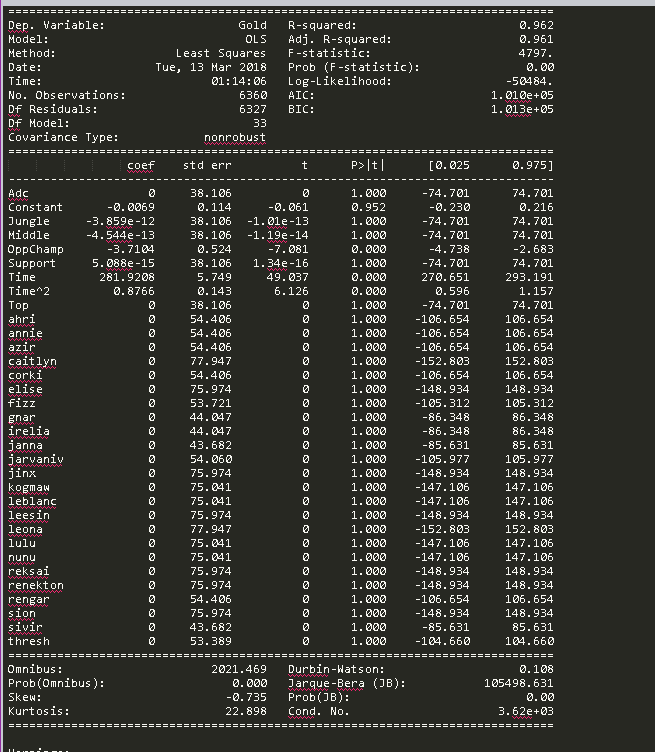 ==============================================================================
Dep. Variable: Gold R-squared: 0.962
Model: OLS Adj. R-squared: 0.961
Method: Least Squares F-statistic: 4797.
Date: Tue, 13 Mar 2018 Prob (F-statistic): 0.00
Time: 01:14:06 Log-Likelihood: -50484.
No. Observations: 6360 AIC: 1.010e+05
Df Residuals: 6327 BIC: 1.013e+05
Df Model: 33
Covariance Type: nonrobust
==============================================================================
coef std err t P>|t| [0.025 0.975]
------------------------------------------------------------------------------
Adc 0 38.106 0 1.000 -74.701 74.701
Constant -0.0069 0.114 -0.061 0.952 -0.230 0.216
Jungle -3.859e-12 38.106 -1.01e-13 1.000 -74.701 74.701
Middle -4.544e-13 38.106 -1.19e-14 1.000 -74.701 74.701
OppChamp -3.7104 0.524 -7.081 0.000 -4.738 -2.683
Support 5.088e-15 38.106 1.34e-16 1.000 -74.701 74.701
Time 281.9208 5.749 49.037 0.000 270.651 293.191
Time^2 0.8766 0.143 6.126 0.000 0.596 1.157
Top 0 38.106 0 1.000 -74.701 74.701
ahri 0 54.406 0 1.000 -106.654 106.654
annie 0 54.406 0 1.000 -106.654 106.654
azir 0 54.406 0 1.000 -106.654 106.654
caitlyn 0 77.947 0 1.000 -152.803 152.803
corki 0 54.406 0 1.000 -106.654 106.654
elise 0 75.974 0 1.000 -148.934 148.934
fizz 0 53.721 0 1.000 -105.312 105.312
gnar 0 44.047 0 1.000 -86.348 86.348
irelia 0 44.047 0 1.000 -86.348 86.348
janna 0 43.682 0 1.000 -85.631 85.631
jarvaniv 0 54.060 0 1.000 -105.977 105.977
jinx 0 75.974 0 1.000 -148.934 148.934
kogmaw 0 75.041 0 1.000 -147.106 147.106
leblanc 0 75.041 0 1.000 -147.106 147.106
leesin 0 75.974 0 1.000 -148.934 148.934
leona 0 77.947 0 1.000 -152.803 152.803
lulu 0 75.041 0 1.000 -147.106 147.106
nunu 0 75.041 0 1.000 -147.106 147.106
reksai 0 75.974 0 1.000 -148.934 148.934
renekton 0 75.974 0 1.000 -148.934 148.934
rengar 0 54.406 0 1.000 -106.654 106.654
sion 0 75.974 0 1.000 -148.934 148.934
sivir 0 43.682 0 1.000 -85.631 85.631
thresh 0 53.389 0 1.000 -104.660 104.660
==============================================================================
Omnibus: 2021.469 Durbin-Watson: 0.108
Prob(Omnibus): 0.000 Jarque-Bera (JB): 105498.631
Skew: -0.735 Prob(JB): 0.00
Kurtosis: 22.898 Cond. No. 3.62e+03
==============================================================================